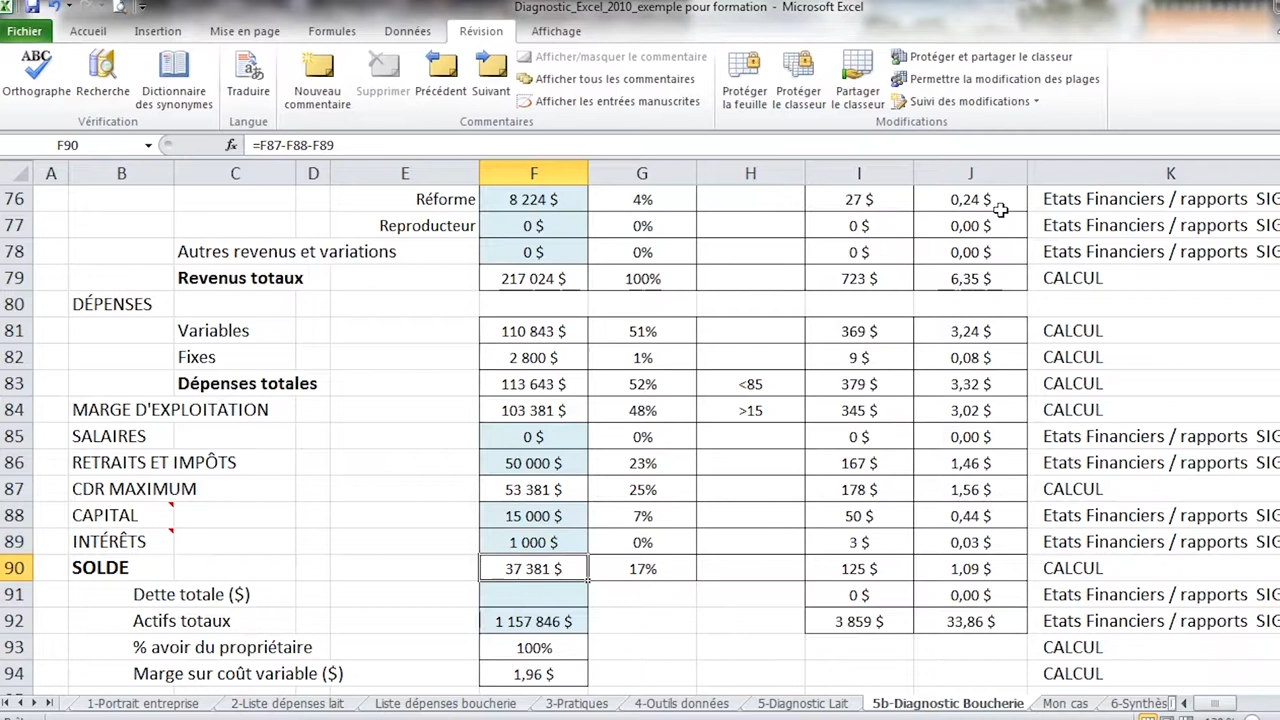 Diagnostic_Excel_2010_exemple pour formation - Microsoft Excel
Fichier Accueil Insertion Mise en page Formules Données Révision Affichage
ABC Orthographe Recherche Dictionnaire des synonymes Traduire Nouveau commentaire Supprimer Précédent Suivant Afficher/masquer le commentaire Afficher tous les commentaires Afficher les entrées manuscrites Protéger la feuille Protéger le classeur Partager le classeur Protéger et partager le classeur Permettre la modification des plages Suivi des modifications
Vérification Langue Commentaires Modifications
F90 fx =F87-F88-F89
A B C D E F G H I J K
76 Réforme 8 224 $ 4% 27 $ 0,24 $ Etats Financiers / rapports SIG
77 Reproducteur 0 $ 0% 0 $ 0,00 $ Etats Financiers / rapports SIG
78 Autres revenus et variations 0 $ 0% 0 $ 0,00 $ Etats Financiers / rapports SIG
79 Revenus totaux 217 024 $ 100% 723 $ 6,35 $ CALCUL
80 DÉPENSES
81 Variables 110 843 $ 51% 369 $ 3,24 $ CALCUL
82 Fixes 2 800 $ 1% 9 $ 0,08 $ CALCUL
83 Dépenses totales 113 643 $ 52% <85 379 $ 3,32 $ CALCUL
84 MARGE D'EXPLOITATION 103 381 $ 48% >15 345 $ 3,02 $ CALCUL
85 SALAIRES 0 $ 0% 0 $ 0,00 $ Etats Financiers / rapports SIG
86 RETRAITS ET IMPÔTS 50 000 $ 23% 167 $ 1,46 $ Etats Financiers / rapports SIG
87 CDR MAXIMUM 53 381 $ 25% 178 $ 1,56 $ CALCUL
88 CAPITAL 15 000 $ 7% 50 $ 0,44 $ Etats Financiers / rapports SIG
89 INTÉRÊTS 1 000 $ 0% 3 $ 0,03 $ Etats Financiers / rapports SIG
90 SOLDE 37 381 $ 17% 125 $ 1,09 $ CALCUL
91 Dette totale ($) 0 $ 0,00 $ Etats Financiers / rapports SIG
92 Actifs totaux 1 157 846 $ 3 859 $ 33,86 $ Etats Financiers / rapports SIG
93 % avoir du propriétaire 100% CALCUL
94 Marge sur coût variable ($) 1,96 $ CALCUL
1-Portrait entreprise 2-Liste dépenses lait Liste dépenses boucherie 3-Pratiques 4-Outils données 5-Diagnostic Lait 5b-Diagnostic Boucherie Mon cas 6-Synthès